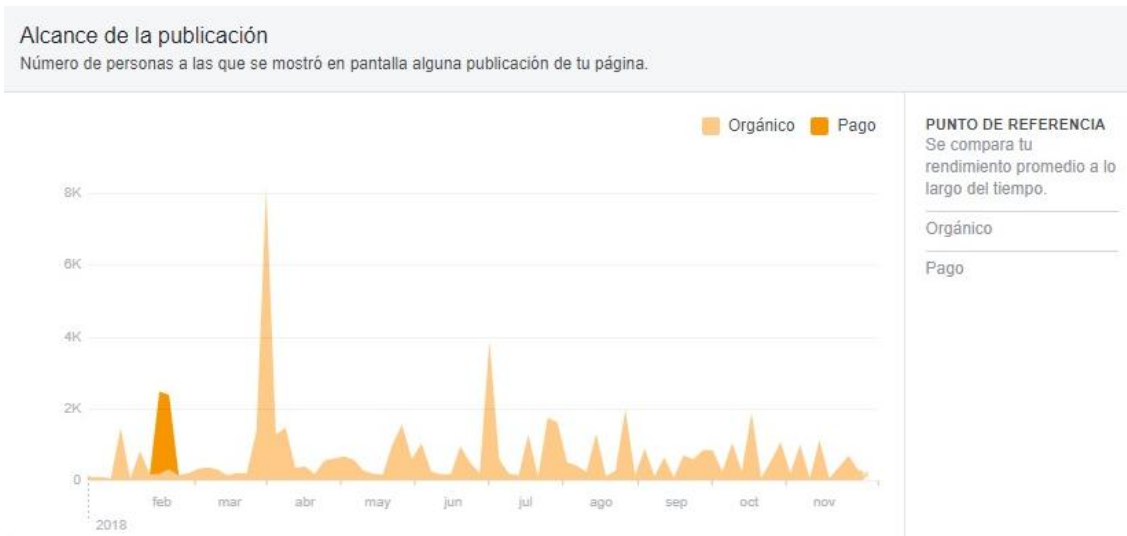 Alcance de la publicación
Número de personas a las que se mostró en pantalla alguna publicación de tu página.
Orgánico Pago
8K
6K
4K
2K
0
feb mar abr may jun jul ago sep oct nov
2018
PUNTO DE REFERENCIA
Se compara tu
rendimiento promedio a lo
largo del tiempo.
Orgánico
Pago